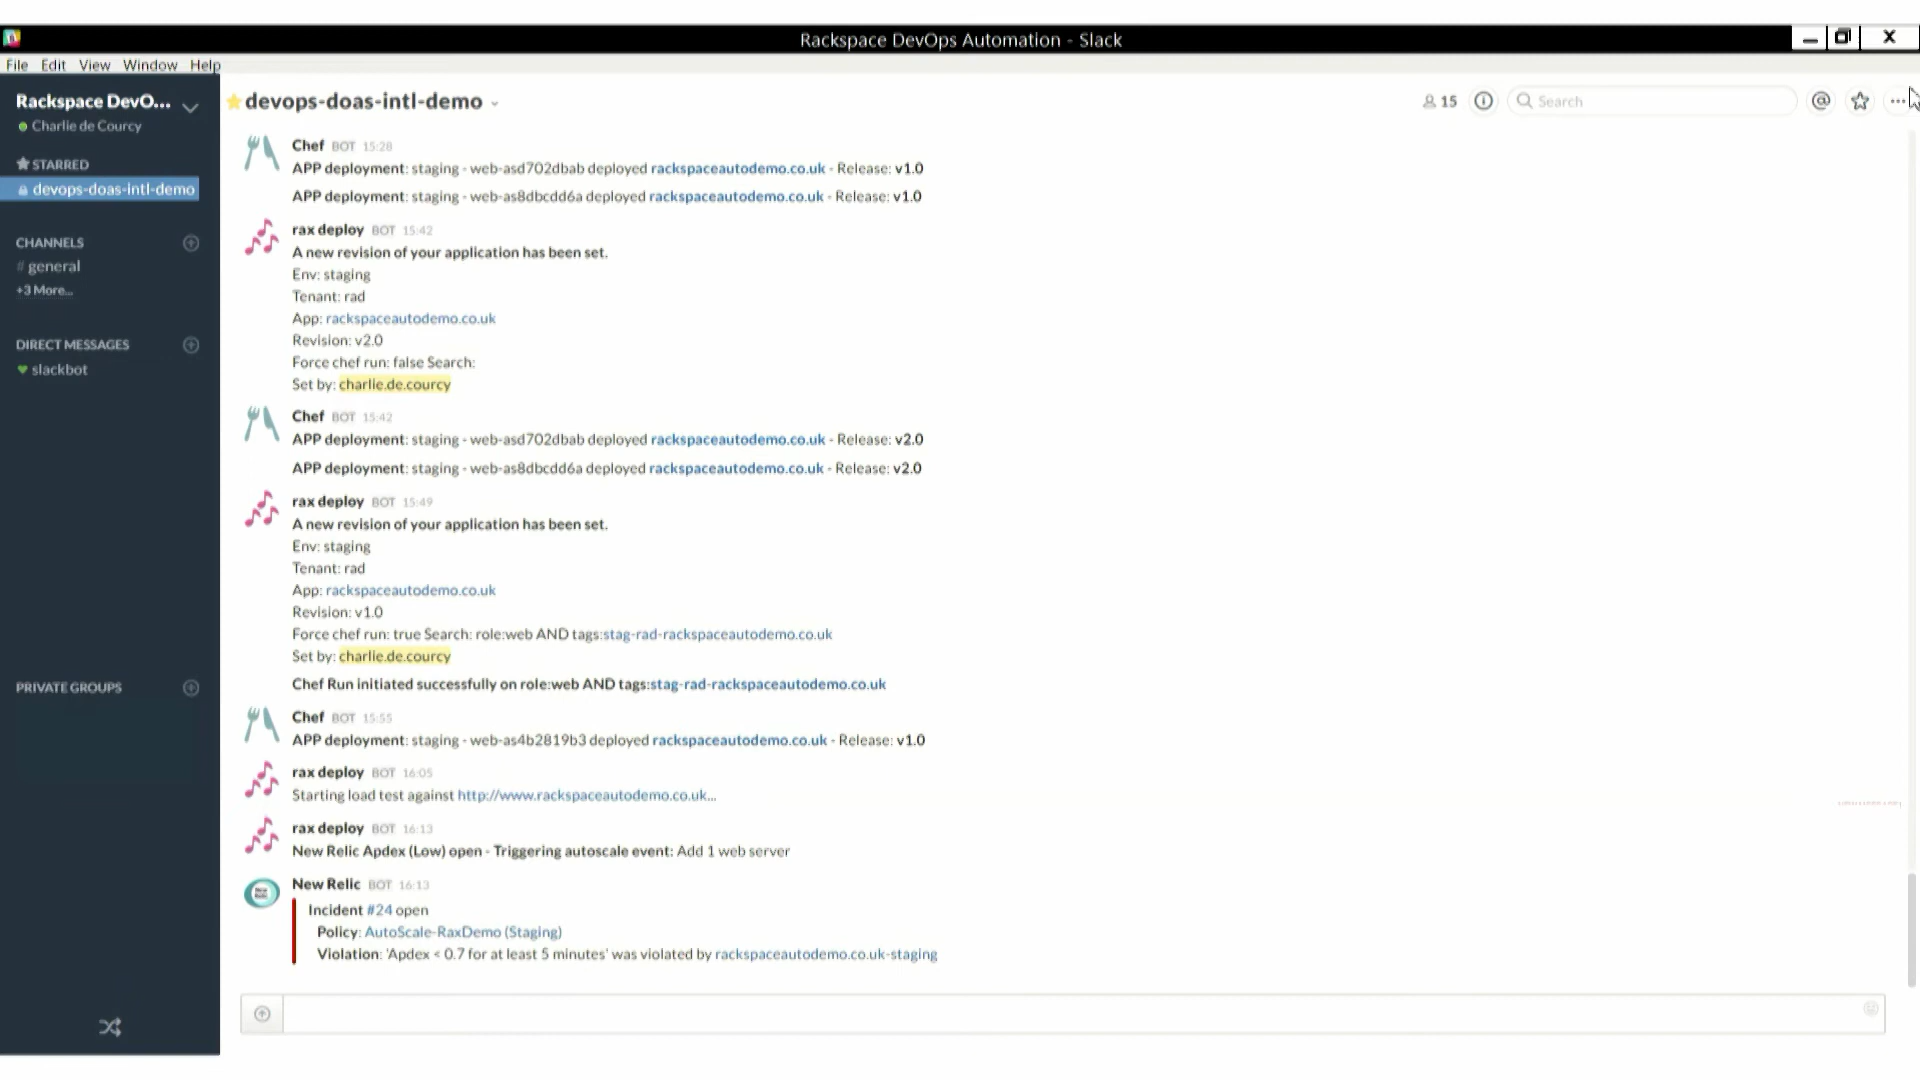 Rackspace DevOps Automation - Slack
File Edit View Window Help
Rackspace DevO...
Charlie de Courcy
STARRED
devops-doas-intl-demo
CHANNELS
# general
+3 More...
DIRECT MESSAGES
slackbot
PRIVATE GROUPS
devops-doas-intl-demo
15
Search
Chef BOT 15:28
APP deployment: staging - web-asd702dbab deployed rackspaceautodemo.co.uk - Release: v1.0
APP deployment: staging - web-as8dbcdd6a deployed rackspaceautodemo.co.uk - Release: v1.0
rax deploy BOT 15:42
A new revision of your application has been set.
Env: staging
Tenant: rad
App: rackspaceautodemo.co.uk
Revision: v2.0
Force chef run: false Search:
Set by: charlie.de.courcy
Chef BOT 15:42
APP deployment: staging - web-asd702dbab deployed rackspaceautodemo.co.uk - Release: v2.0
APP deployment: staging - web-as8dbcdd6a deployed rackspaceautodemo.co.uk - Release: v2.0
rax deploy BOT 15:49
A new revision of your application has been set.
Env: staging
Tenant: rad
App: rackspaceautodemo.co.uk
Revision: v1.0
Force chef run: true Search: role:web AND tags:stag-rad-rackspaceautodemo.co.uk
Set by: charlie.de.courcy
Chef Run initiated successfully on role:web AND tags:stag-rad-rackspaceautodemo.co.uk
Chef BOT 15:55
APP deployment: staging - web-as4b2819b3 deployed rackspaceautodemo.co.uk - Release: v1.0
rax deploy BOT 16:05
Starting load test against http://www.rackspaceautodemo.co.uk...
rax deploy BOT 16:13
New Relic Apdex (Low) open - Triggering autoscale event: Add 1 web server
New Relic BOT 16:13
Incident #24 open
Policy: AutoScale-RaxDemo (Staging)
Violation: 'Apdex < 0.7 for at least 5 minutes' was violated by rackspaceautodemo.co.uk-staging